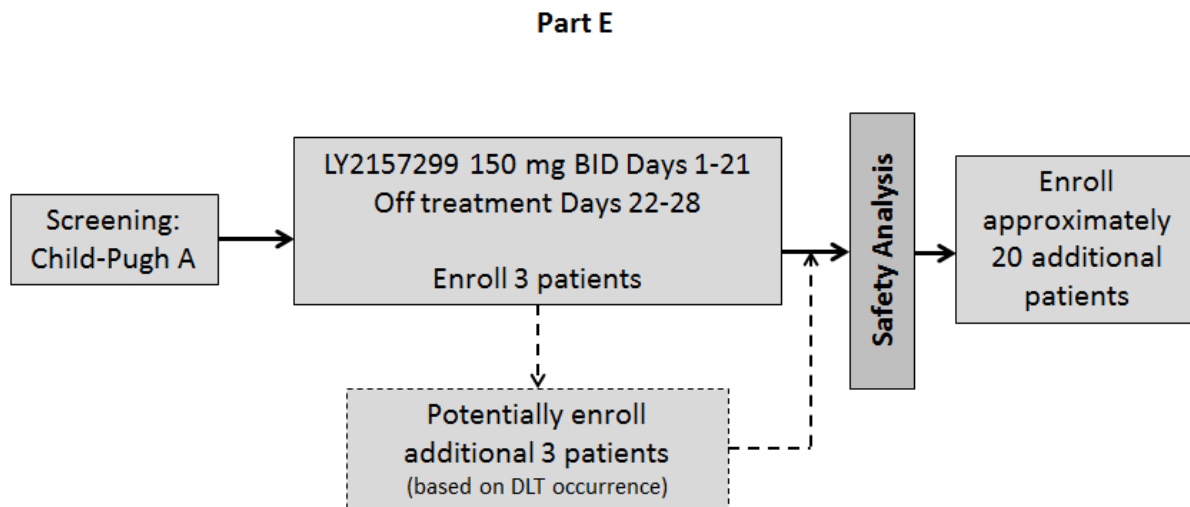 Part E
Screening:
Child-Pugh A
LY2157299 150 mg BID Days 1-21
Off treatment Days 22-28
Enroll 3 patients
Potentially enroll
additional 3 patients
(based on DLT occurrence)
Safety Analysis
Enroll
approximately
20 additional
patients